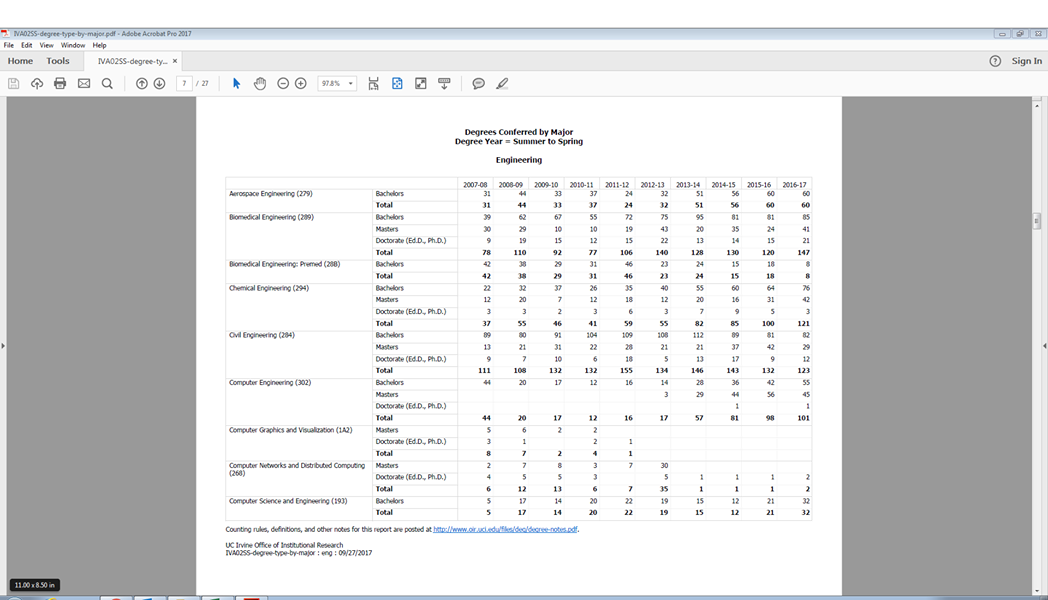 IVA02SS-degree-type-by-major.pdf - Adobe Acrobat Pro 2017
File Edit View Window Help
Home Tools IVA02SS-degree-ty... × Sign In
7 / 27 97.8%
Degrees Conferred by Major
Degree Year = Summer to Spring
Engineering
2007-08 2008-09 2009-10 2010-11 2011-12 2012-13 2013-14 2014-15 2015-16 2016-17
Aerospace Engineering (279) Bachelors 31 44 33 37 24 32 51 56 60 60
Total 31 44 33 37 24 32 51 56 60 60
Biomedical Engineering (289) Bachelors 39 62 67 55 72 75 95 81 81 85
Masters 30 29 10 10 19 43 20 35 24 41
Doctorate (Ed.D., Ph.D.) 9 19 15 12 15 22 13 14 15 21
Total 78 110 92 77 106 140 128 130 120 147
Biomedical Engineering: Premed (28B) Bachelors 42 38 29 31 46 23 24 15 18 8
Total 42 38 29 31 46 23 24 15 18 8
Chemical Engineering (294) Bachelors 22 32 37 26 35 40 55 60 64 76
Masters 12 20 7 12 18 12 20 16 31 42
Doctorate (Ed.D., Ph.D.) 3 3 2 3 6 3 7 9 5 3
Total 37 55 46 41 59 55 82 85 100 121
Civil Engineering (284) Bachelors 89 80 91 104 109 108 112 89 81 82
Masters 13 21 31 22 28 21 21 37 42 29
Doctorate (Ed.D., Ph.D.) 9 7 10 6 18 5 13 17 9 12
Total 111 108 132 132 155 134 146 143 132 123
Computer Engineering (302) Bachelors 44 20 17 12 16 14 28 36 42 55
Masters 3 29 44 56 45
Doctorate (Ed.D., Ph.D.) 1 1
Total 44 20 17 12 16 17 57 81 98 101
Computer Graphics and Visualization (1A2) Masters 5 6 2 2
Doctorate (Ed.D., Ph.D.) 3 1 2 1
Total 8 7 2 4 1
Computer Networks and Distributed Computing Masters 2 7 8 3 7 30
(268) Doctorate (Ed.D., Ph.D.) 4 5 5 3 5 1 1 1 2
Total 6 12 13 6 7 35 1 1 1 2
Computer Science and Engineering (193) Bachelors 5 17 14 20 22 19 15 12 21 32
Total 5 17 14 20 22 19 15 12 21 32
Counting rules, definitions, and other notes for this report are posted at http://www.oir.uci.edu/files/deg/degree-notes.pdf.
UC Irvine Office of Institutional Research
IVA02SS-degree-type-by-major : eng : 09/27/2017
11.00 x 8.50 in